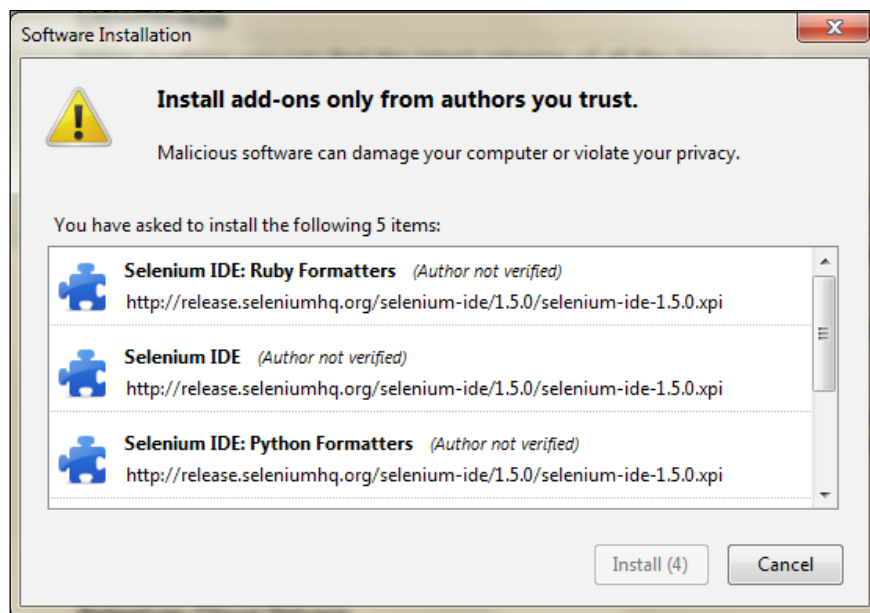 Software Installation
Install add-ons only from authors you trust.
Malicious software can damage your computer or violate your privacy.
You have asked to install the following 5 items:
Selenium IDE: Ruby Formatters (Author not verified)
http://release.seleniumhq.org/selenium-ide/1.5.0/selenium-ide-1.5.0.xpi
Selenium IDE (Author not verified)
http://release.seleniumhq.org/selenium-ide/1.5.0/selenium-ide-1.5.0.xpi
Selenium IDE: Python Formatters (Author not verified)
http://release.seleniumhq.org/selenium-ide/1.5.0/selenium-ide-1.5.0.xpi
Install (4) Cancel